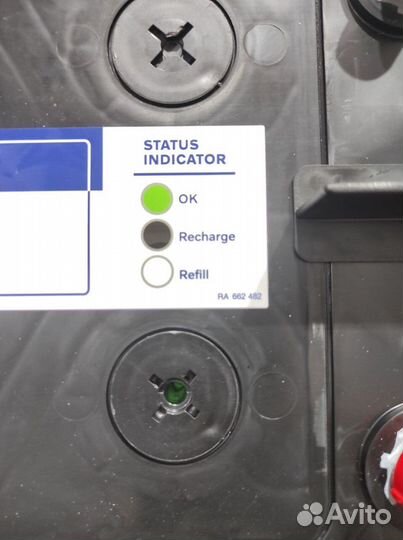 STATUS
INDICATOR
OK
Recharge
Refill
RA 662 482
Avito